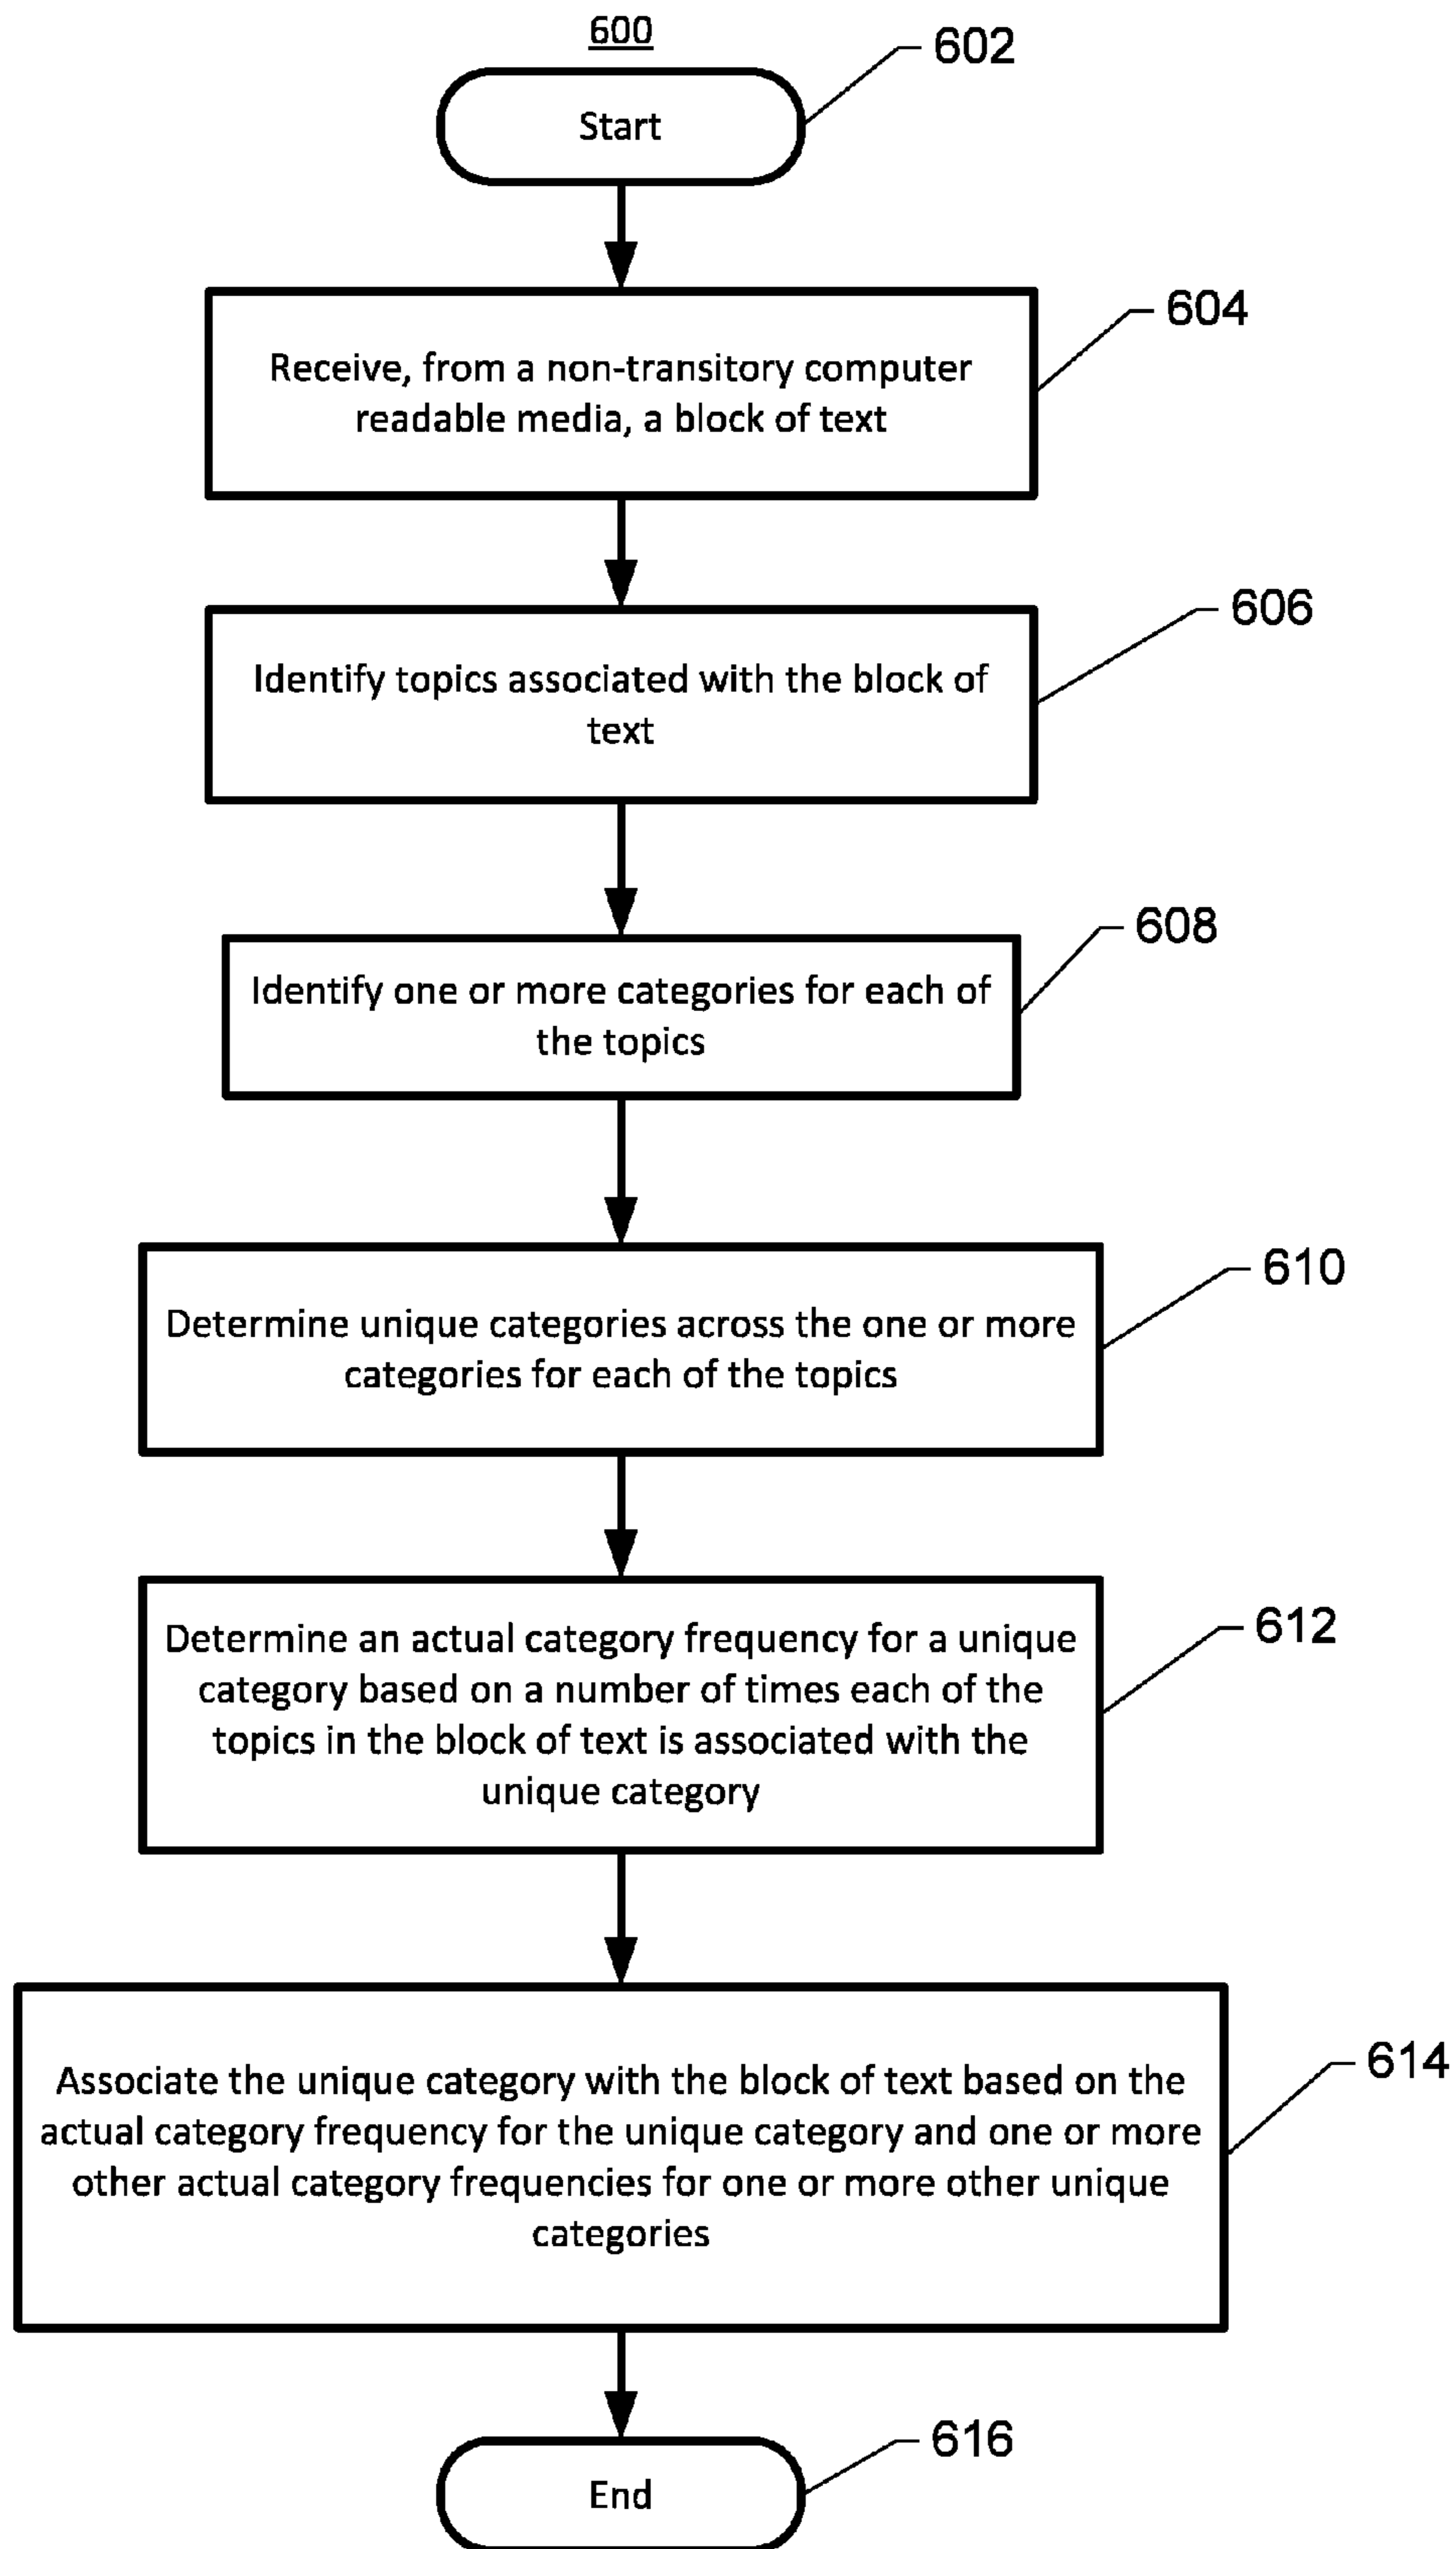 600
602
Start
604
Receive, from a non-transitory computer
readable media, a block of text
606
Identify topics associated with the block of
text
608
Identify one or more categories for each of
the topics
610
Determine unique categories across the one or more
categories for each of the topics
612
Determine an actual category frequency for a unique
category based on a number of times each of the
topics in the block of text is associated with the
unique category
614
Associate the unique category with the block of text based on the
actual category frequency for the unique category and one or more
other actual category frequencies for one or more other unique
categories
616
End